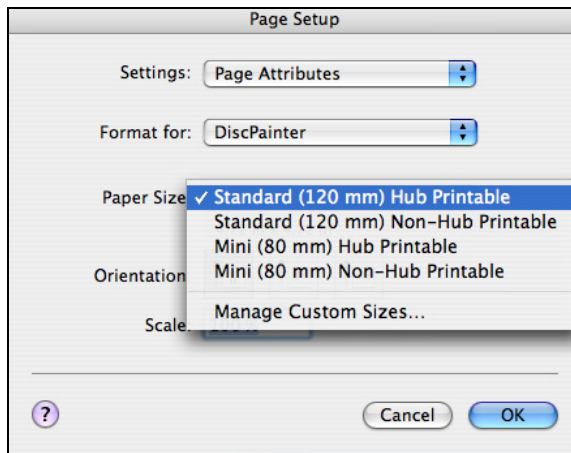 Page Setup
Settings: Page Attributes
Format for: DiscPainter
Paper Size ✓ Standard (120 mm) Hub Printable
Standard (120 mm) Non-Hub Printable
Mini (80 mm) Hub Printable
Mini (80 mm) Non-Hub Printable
Manage Custom Sizes...
Orientation
Scale:
? Cancel OK